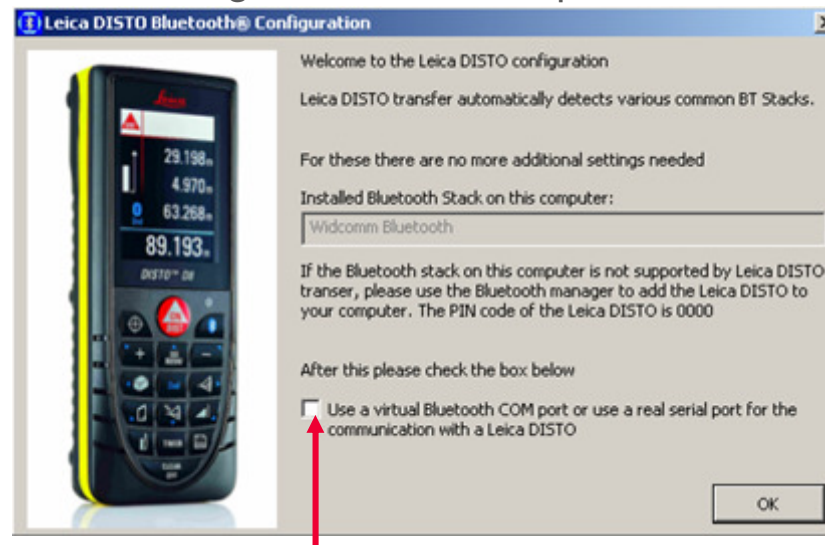 Leica DISTO Bluetooth® Configuration
Welcome to the Leica DISTO configuration
Leica DISTO transfer automatically detects various common BT Stacks.
For these there are no more additional settings needed
Installed Bluetooth Stack on this computer:
Widcomm Bluetooth
If the Bluetooth stack on this computer is not supported by Leica DISTO
transer, please use the Bluetooth manager to add the Leica DISTO to
your computer. The PIN code of the Leica DISTO is 0000
After this please check the box below
Use a virtual Bluetooth COM port or use a real serial port for the
communication with a Leica DISTO
OK
Leica
29.198m
4.970m
63.268m
89.193m
DISTO™ D8
ON
DIST
TIMER
CLEAR
OFF